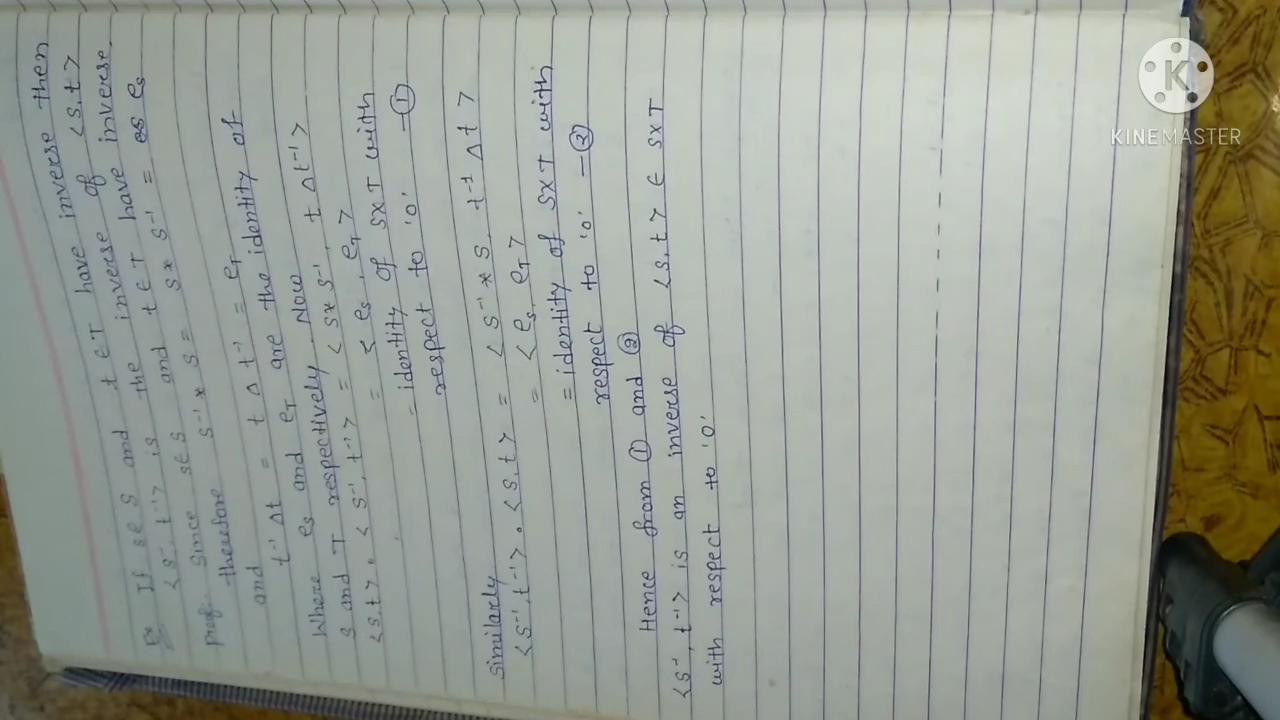 Ex If s ∈ S and t ∈ T have inverse then
<s⁻, t⁻¹> is the inverse of <s,t>
Proof: Since s∈S and t∈T have inverse
therefore s⁻¹ * s = s * s⁻¹ = es
and
t⁻¹ Δ t = t Δ t⁻¹ = eT
Where es and eT are the identity of
S and T respectively. Now
<s,t> • <s⁻¹, t⁻¹> = <s * s⁻¹, t Δ t⁻¹>
= <es, eT>
= identity of S×T with
respect to 'o' —①
Similarly
<s⁻¹, t⁻¹> • <s,t> = <s⁻¹ * s, t⁻¹ Δ t>
= <es, eT>
= identity of S×T with
respect to 'o' —②
Hence from ① and ②
<s⁻¹, t⁻¹> is an inverse of <s,t> ∈ S×T
with respect to 'o'
KINEMASTER